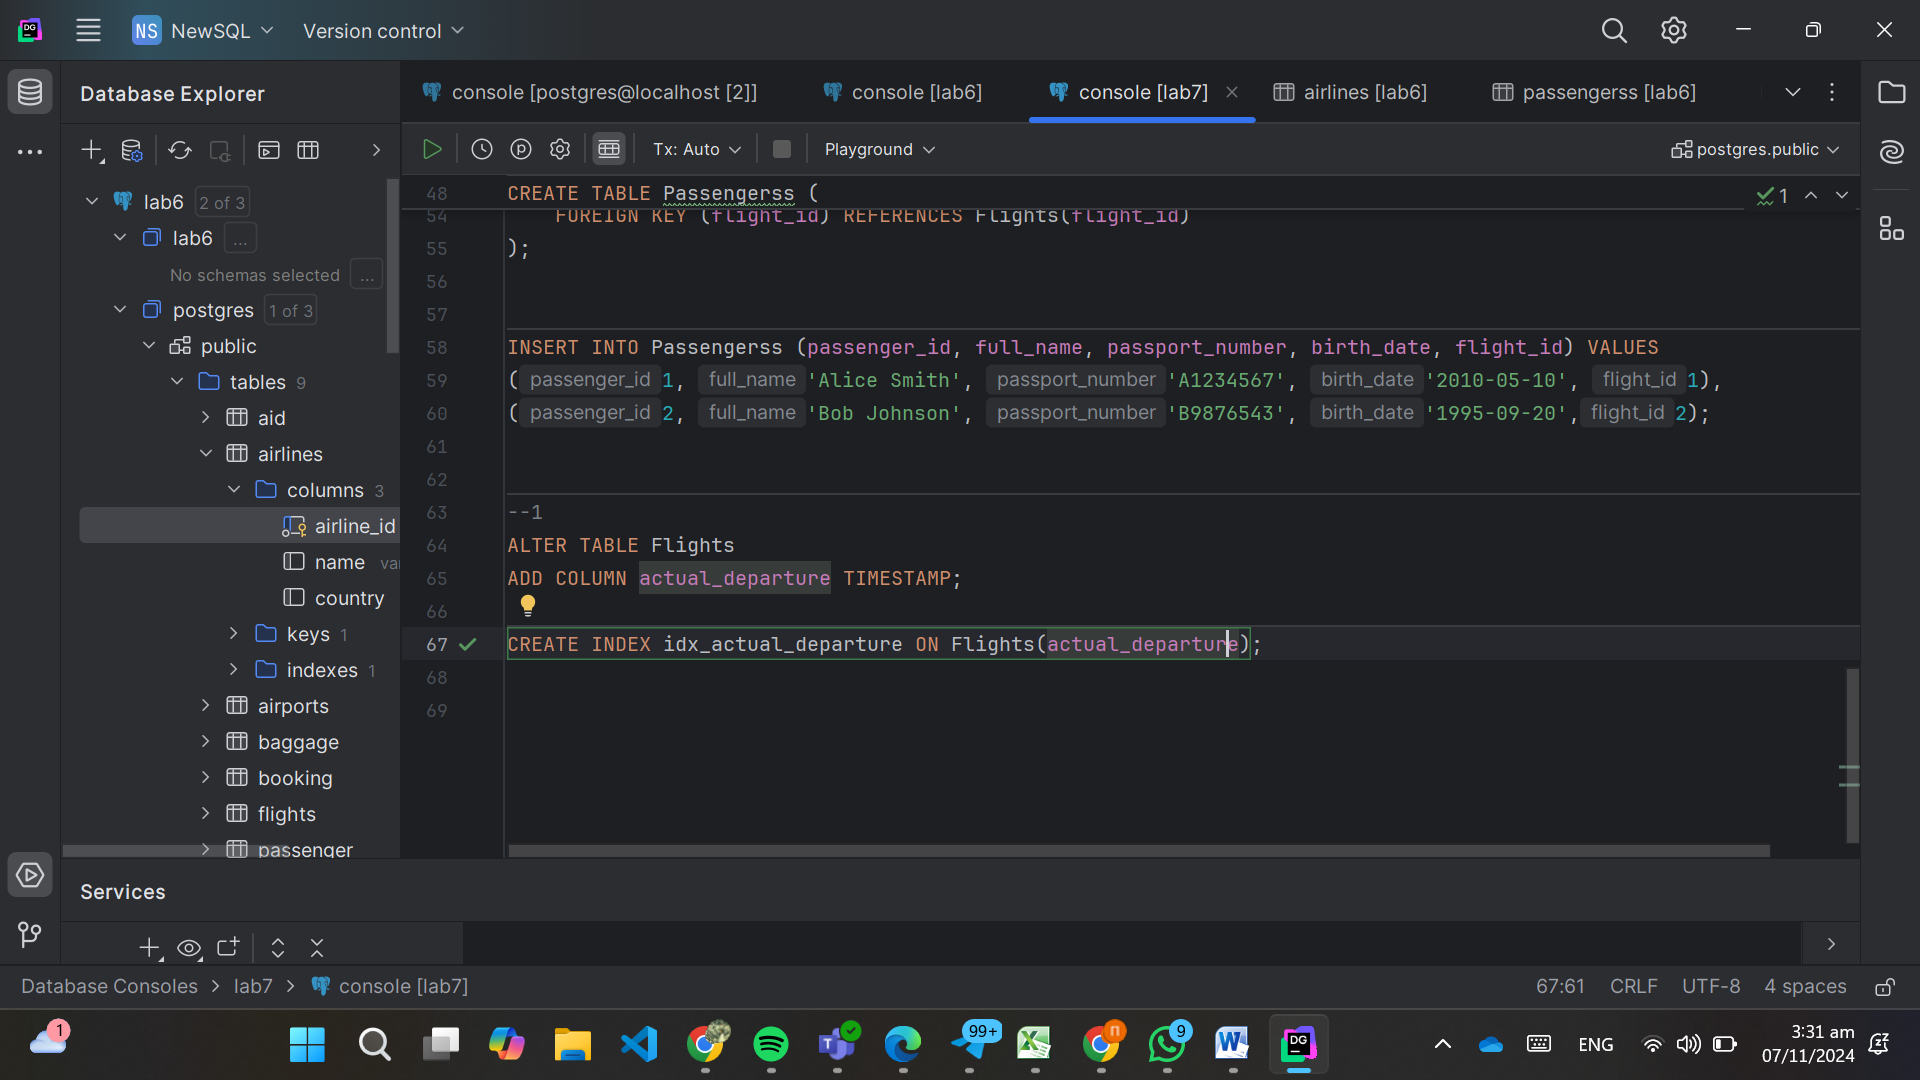 DG
NS NewSQL
Version control
Database Explorer
console [postgres@localhost [2]]
console [lab6]
console [lab7]
airlines [lab6]
passengerss [lab6]
Tx: Auto
Playground
postgres.public
lab6 2 of 3
lab6 ...
No schemas selected ...
postgres 1 of 3
public
tables 9
aid
airlines
columns 3
airline_id
name va
country
keys 1
indexes 1
airports
baggage
booking
flights
passenger
1
48 CREATE TABLE Passengerss (
54 FOREIGN KEY (flight_id) REFERENCES Flights(flight_id)
55 );
56
57
58 INSERT INTO Passengerss (passenger_id, full_name, passport_number, birth_date, flight_id) VALUES
59 ( passenger_id 1, full_name 'Alice Smith', passport_number 'A1234567', birth_date '2010-05-10', flight_id 1),
60 ( passenger_id 2, full_name 'Bob Johnson', passport_number 'B9876543', birth_date '1995-09-20', flight_id 2);
61
62
63 --1
64 ALTER TABLE Flights
65 ADD COLUMN actual_departure TIMESTAMP;
66
67 CREATE INDEX idx_actual_departure ON Flights(actual_departure);
68
69
Services
Database Consoles > lab7 > console [lab7]
67:61 CRLF UTF-8 4 spaces
1
99+
П
9
DG
ENG
3:31 am
07/11/2024